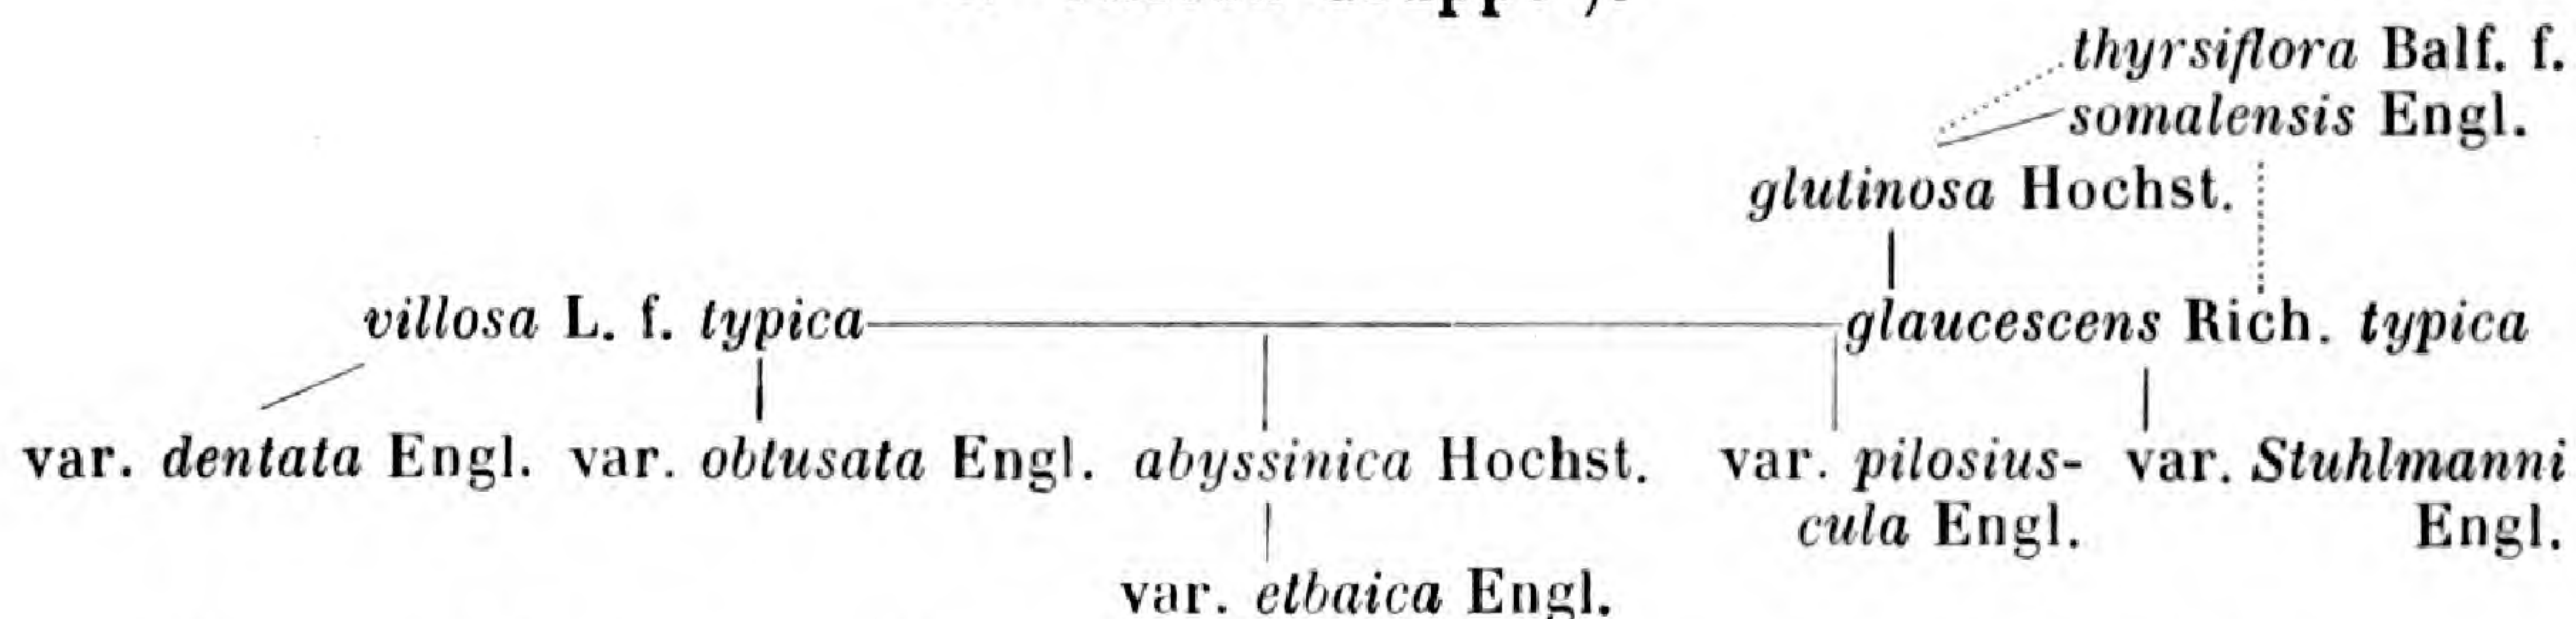 thyrsiflora Balf. f.
somalensis Engl.
glutinosa Hochst.
villosa L. f. typica glaucescens Rich. typica
var. dentata Engl. var. obtusata Engl. abyssinica Hochst. var. pilosius- var. Stuhlmanni
cula Engl. Engl.
var. etbaica Engl.